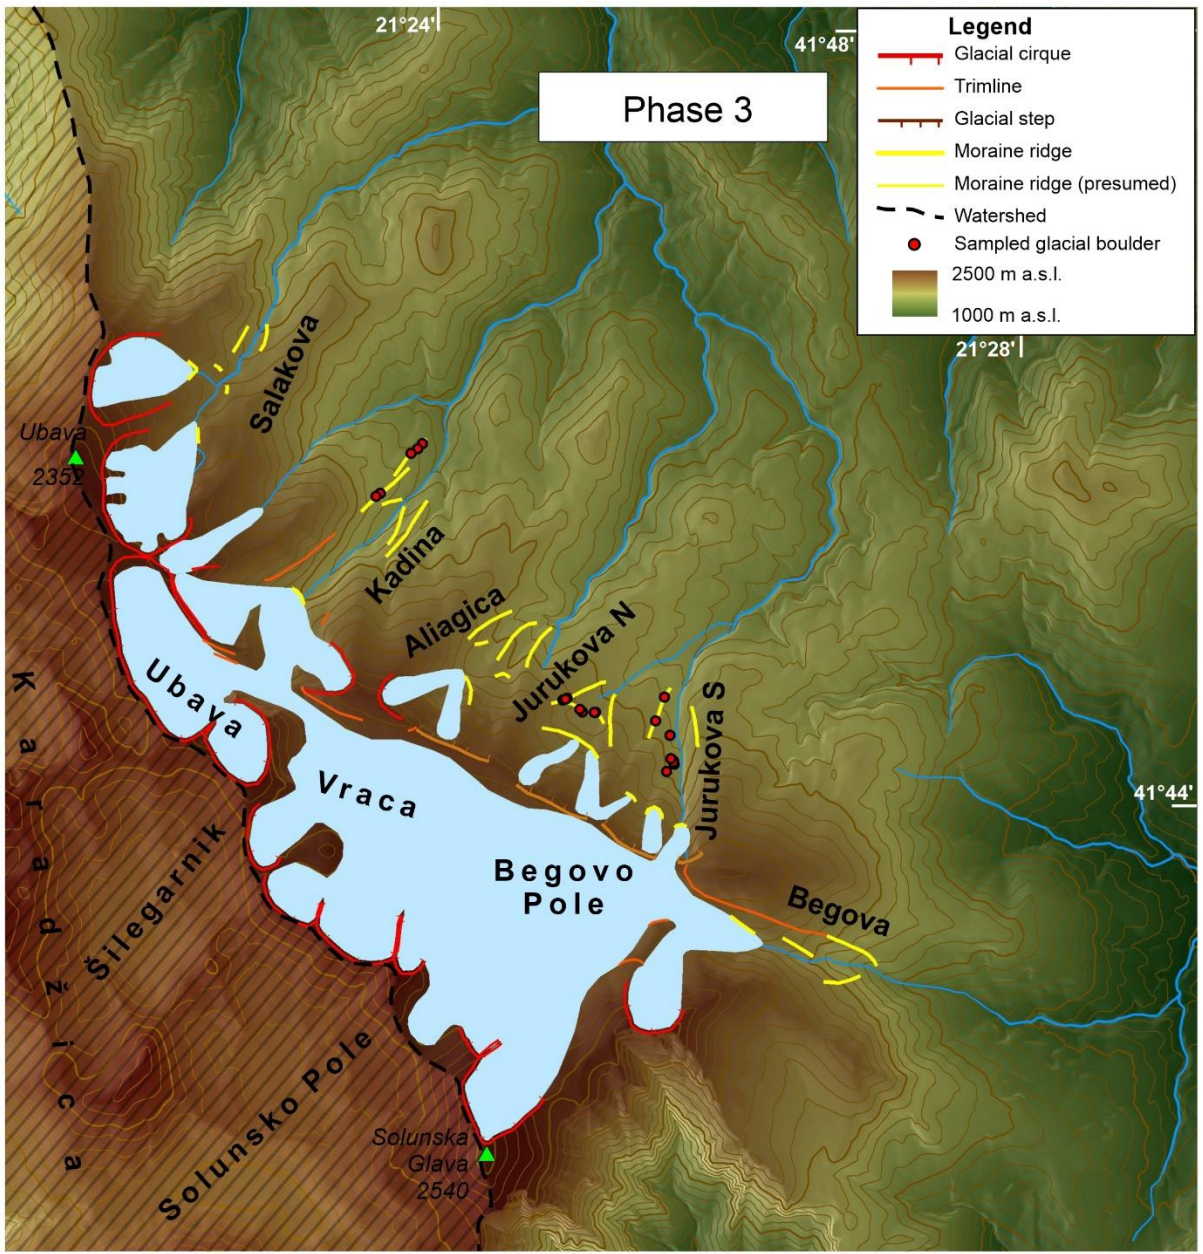 21°24'
41°48'
Phase 3
Legend
Glacial cirque
Trimline
Glacial step
Moraine ridge
Moraine ridge (presumed)
Watershed
Sampled glacial boulder
2500 m a.s.l.
1000 m a.s.l.
21°28'
Salakova
Ubava
2352
Kadina
Aliagica
Jurukova N
Jurukova S
Ubava
Vraca
41°44'
Begovo
Pole
Begova
Karadžica
Šilegarnik
Solunsko Pole
Solunska
Glava
2540